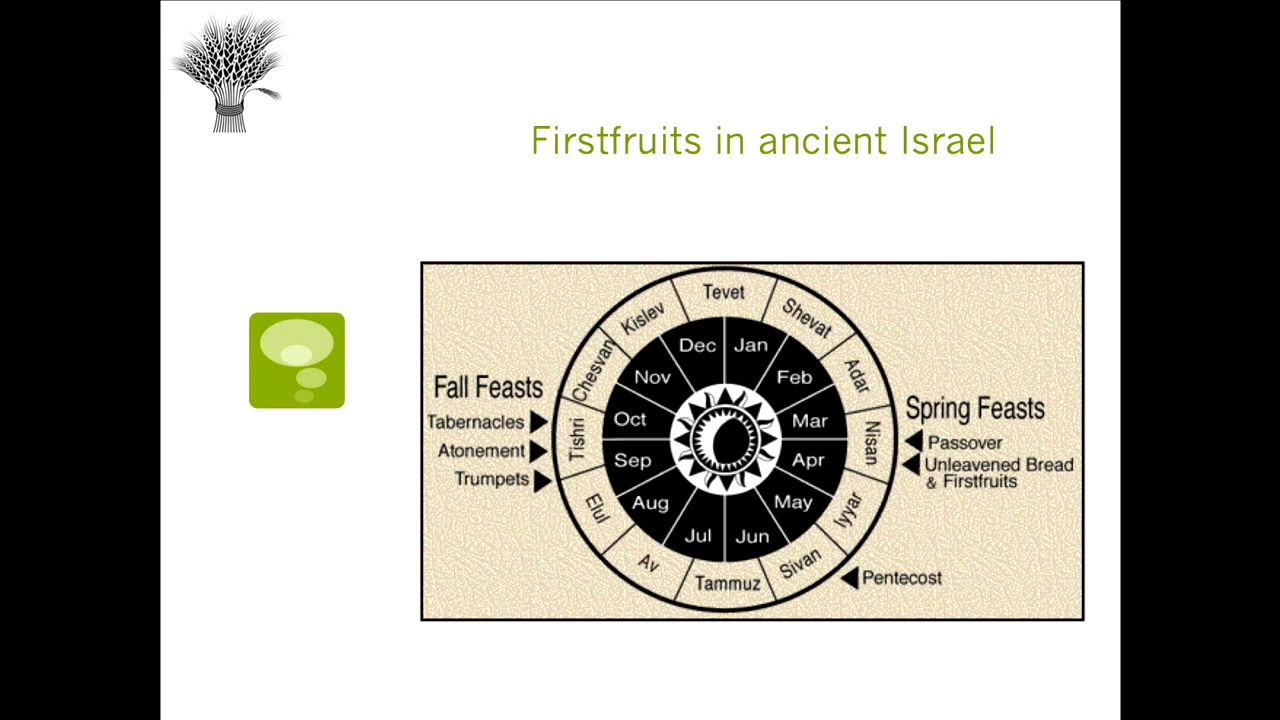 Firstfruits in ancient Israel
Tevet
Shevat
Adar
Nisan
Iyyar
Sivan
Tammuz
Av
Elul
Tishri
Chesvan
Kislev
Jan
Feb
Mar
Apr
May
Jun
Jul
Aug
Sep
Oct
Nov
Dec
Fall Feasts
Tabernacles
Atonement
Trumpets
Spring Feasts
Passover
Unleavened Bread
& Firstfruits
Pentecost